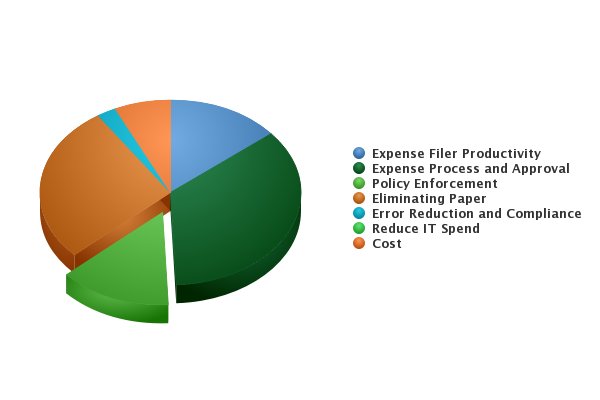 Expense Filer Productivity
Expense Process and Approval
Policy Enforcement
Eliminating Paper
Error Reduction and Compliance
Reduce IT Spend
Cost